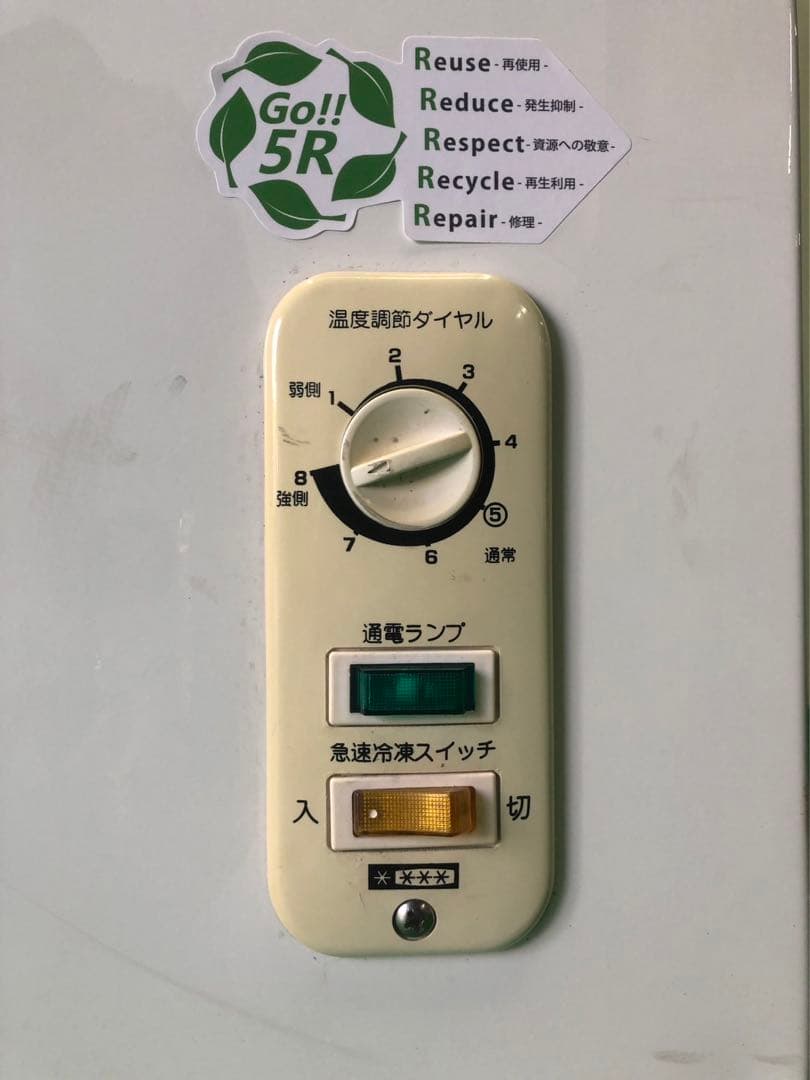 Go!!
5R
Reuse - 再使用 -
Reduce - 発生抑制 -
Respect - 資源への敬意 -
Recycle - 再生利用 -
Repair - 修理 -
温度調節ダイヤル
弱側 1
2
3
4
⑤
通常
6
7
8
強側
通電ランプ
急速冷凍スイッチ
入
切